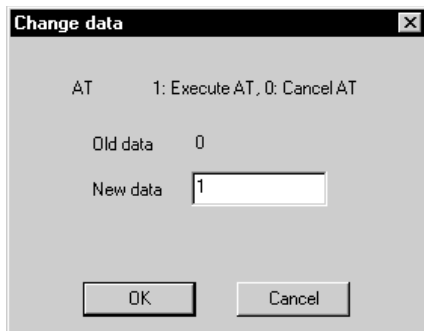 Change data
AT 1: Execute AT, 0: Cancel AT
Old data 0
New data 1
OK Cancel